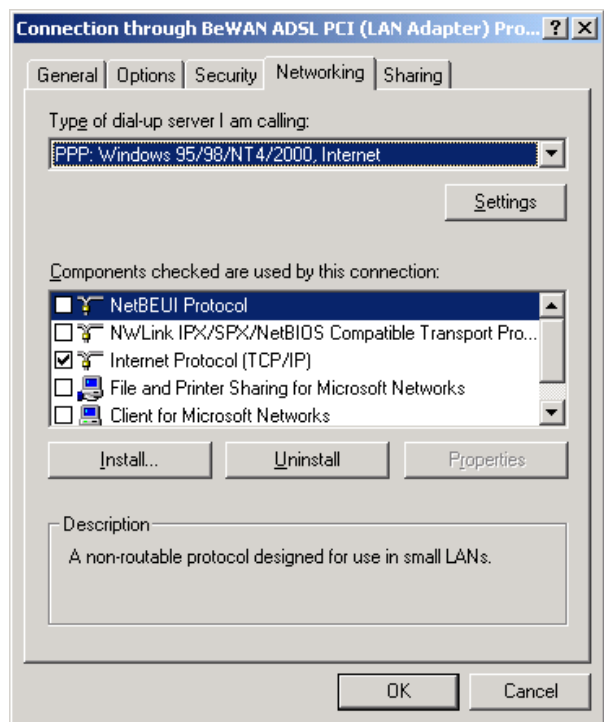 Connection through BeWAN ADSL PCI (LAN Adapter) Pro...
General Options Security Networking Sharing
Type of dial-up server I am calling:
PPP: Windows 95/98/NT4/2000, Internet
Settings
Components checked are used by this connection:
NetBEUI Protocol
NWLink IPX/SPX/NetBIOS Compatible Transport Pro...
Internet Protocol (TCP/IP)
File and Printer Sharing for Microsoft Networks
Client for Microsoft Networks
Install... Uninstall Properties
Description
A non-routable protocol designed for use in small LANs.
OK Cancel